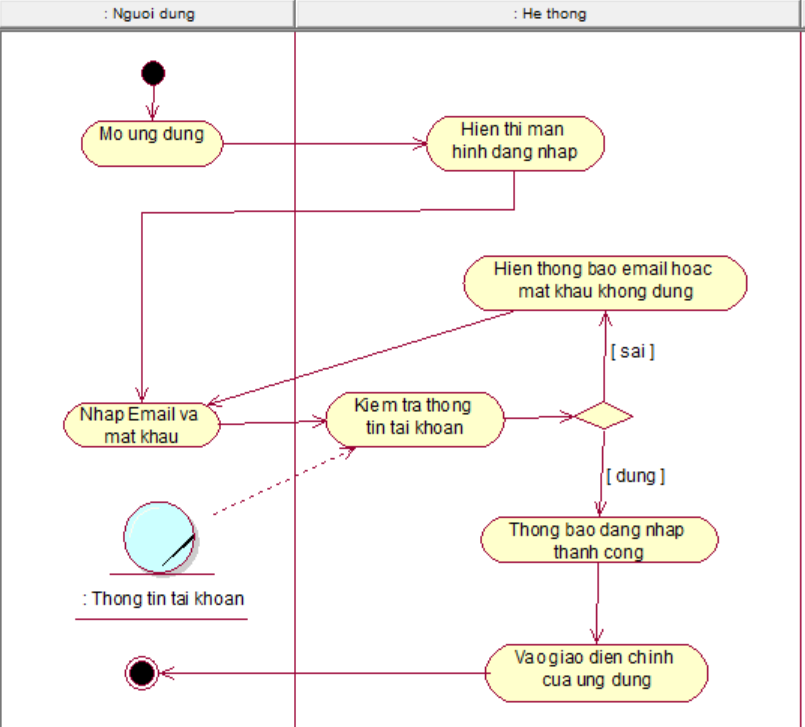 : Nguoi dung
: He thong
Mo ung dung
Hien thi man
hinh dang nhap
Hien thong bao email hoac
mat khau khong dung
[ sai ]
Nhap Email va
mat khau
Kiem tra thong
tin tai khoan
[ dung ]
Thong bao dang nhap
thanh cong
: Thong tin tai khoan
Vao giao dien chinh
cua ung dung